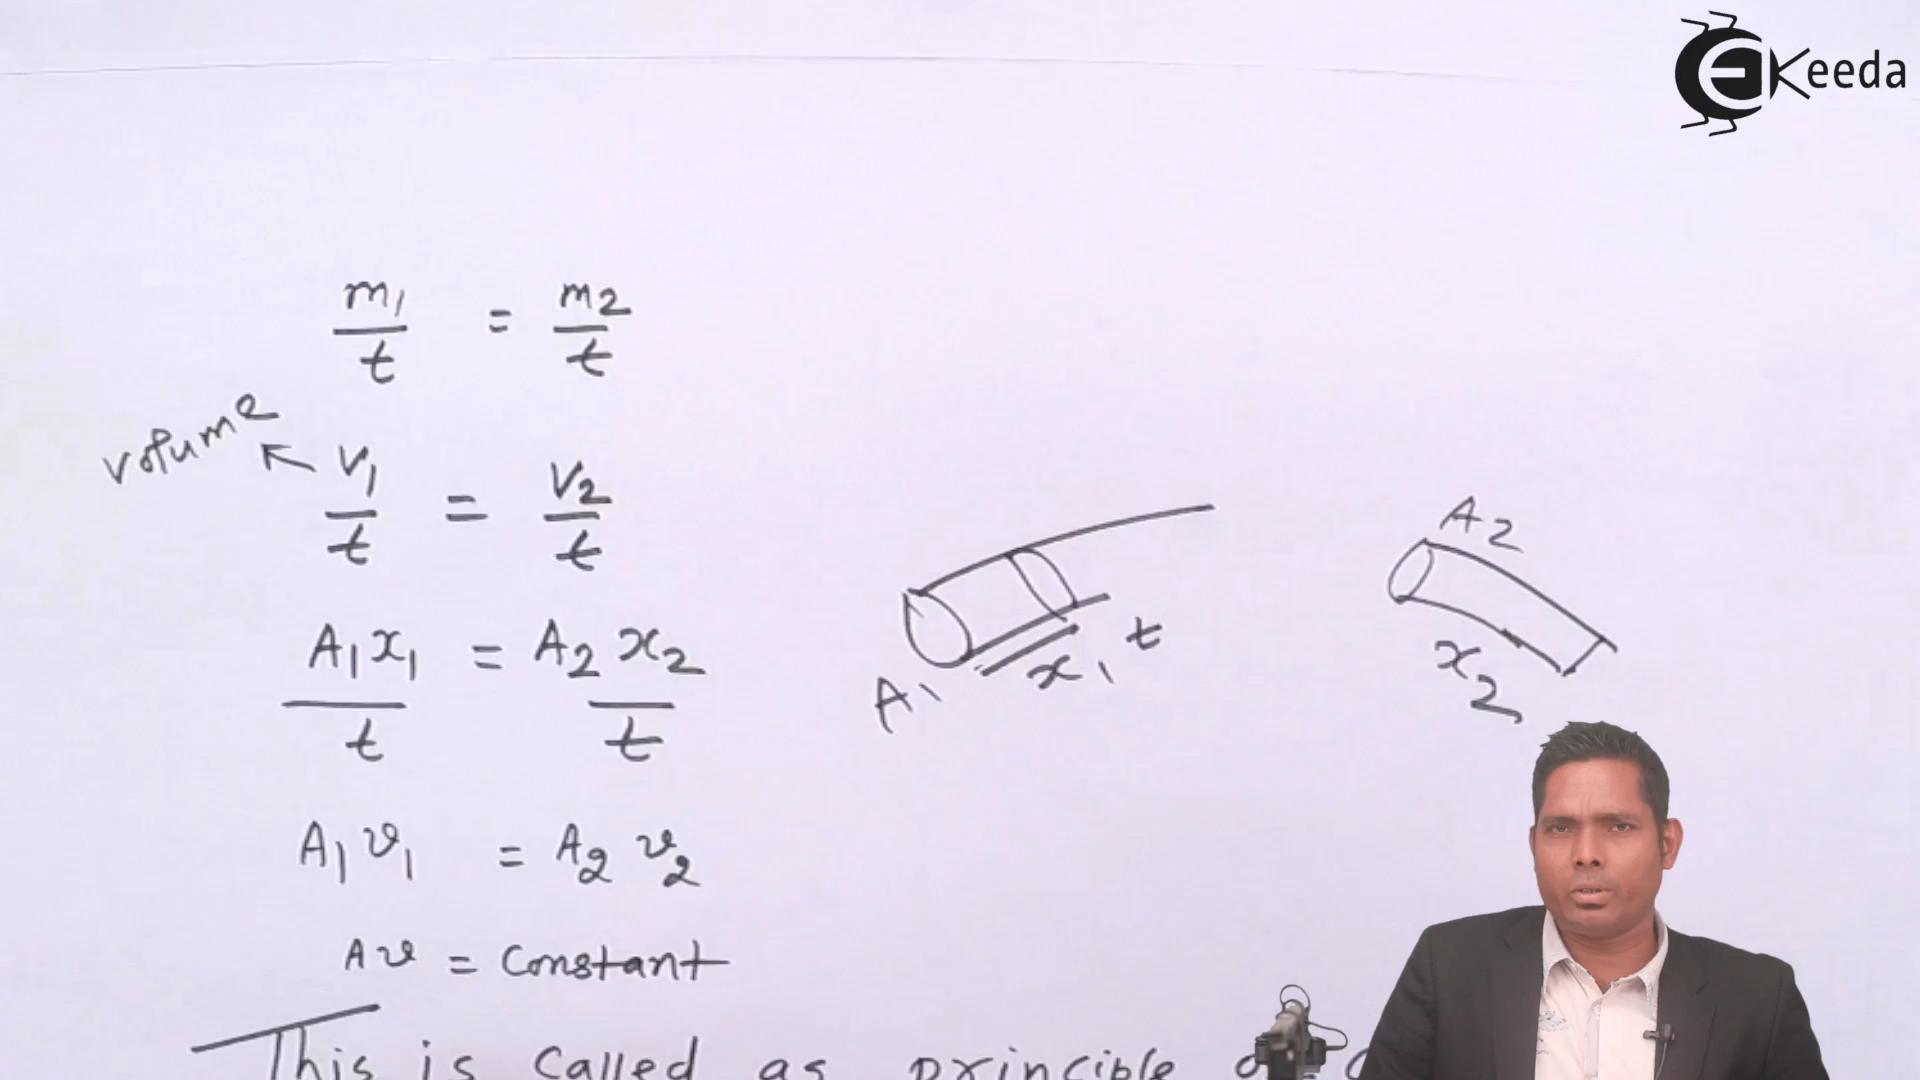 EKeeda
m1/t = m2/t
volume
V1/t = V2/t
A1x1/t = A2x2/t
A1v1 = A2v2
Av = Constant
This is called as principle
A1
x1
t
A2
x2